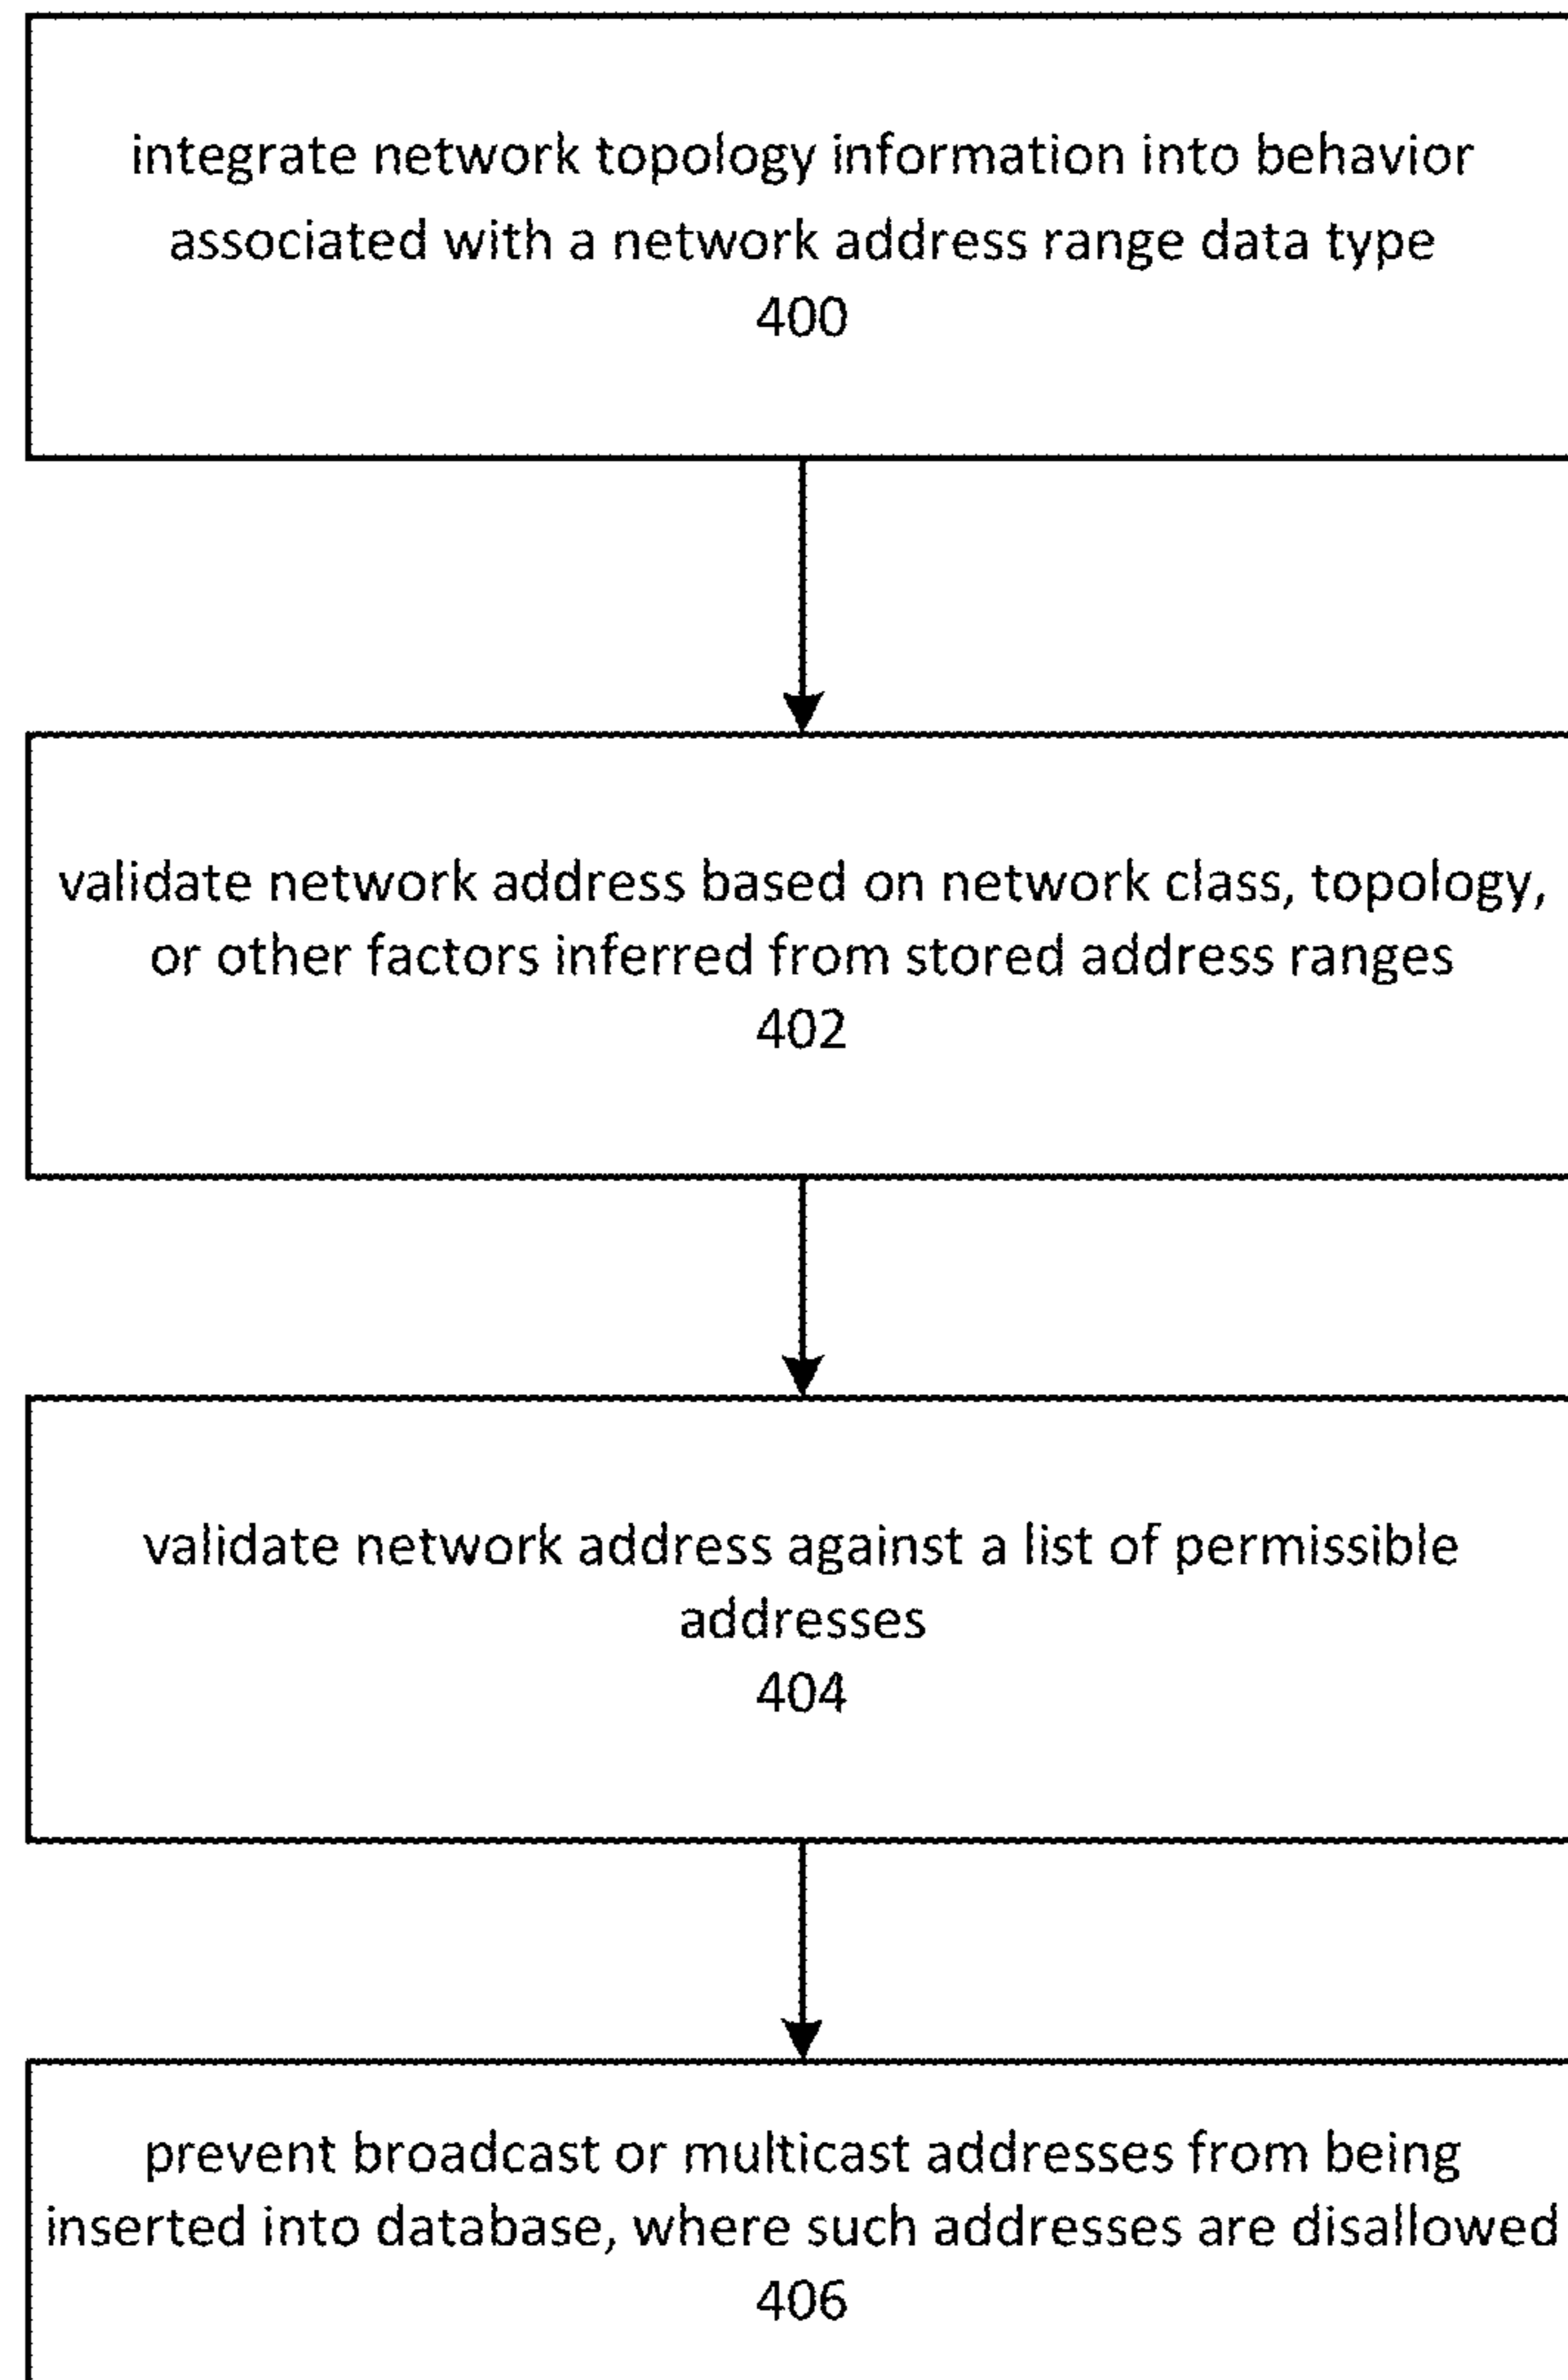 integrate network topology information into behavior
associated with a network address range data type
400
validate network address based on network class, topology,
or other factors inferred from stored address ranges
402
validate network address against a list of permissible
addresses
404
prevent broadcast or multicast addresses from being
inserted into database, where such addresses are disallowed
406